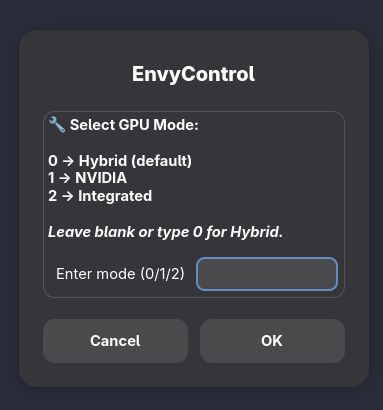 EnvyControl
🔧 Select GPU Mode:
0 → Hybrid (default)
1 → NVIDIA
2 → Integrated
Leave blank or type 0 for Hybrid.
Enter mode (0/1/2)
Cancel
OK